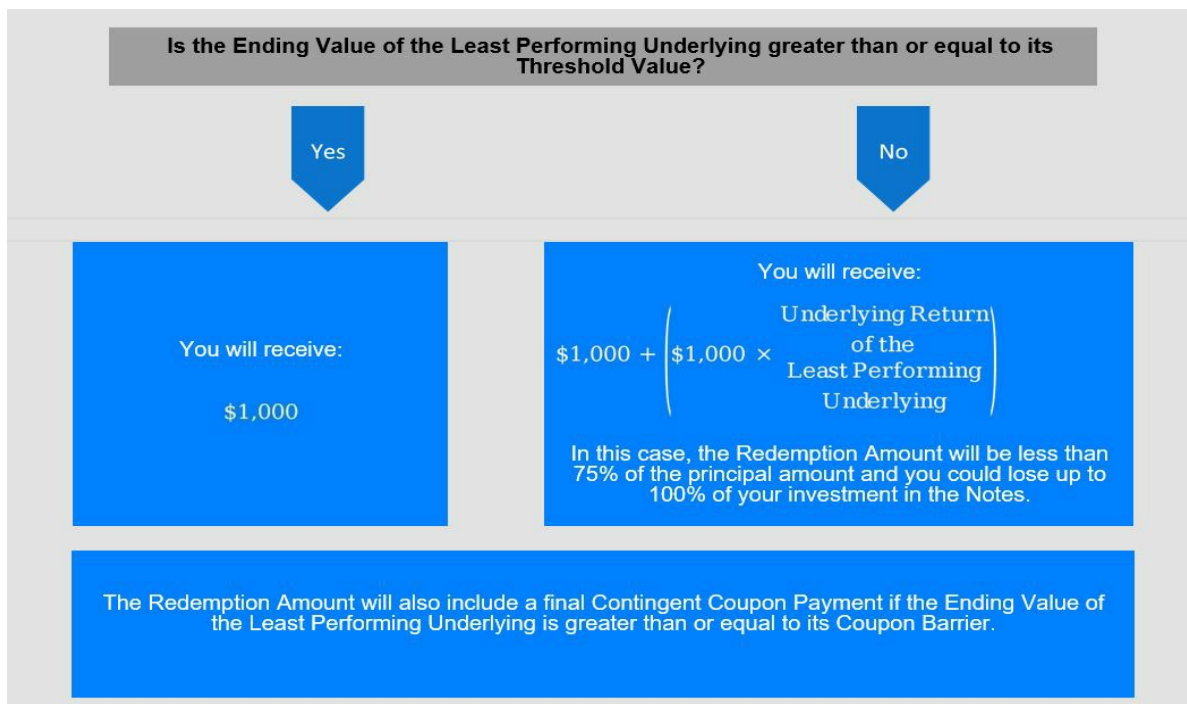 Is the Ending Value of the Least Performing Underlying greater than or equal to its
Threshold Value?
Yes
No
You will receive:
$1,000
You will receive:
$1,000 + ($1,000 × Underlying Return
of the
Least Performing
Underlying)
In this case, the Redemption Amount will be less than
75% of the principal amount and you could lose up to
100% of your investment in the Notes.
The Redemption Amount will also include a final Contingent Coupon Payment if the Ending Value of
the Least Performing Underlying is greater than or equal to its Coupon Barrier.